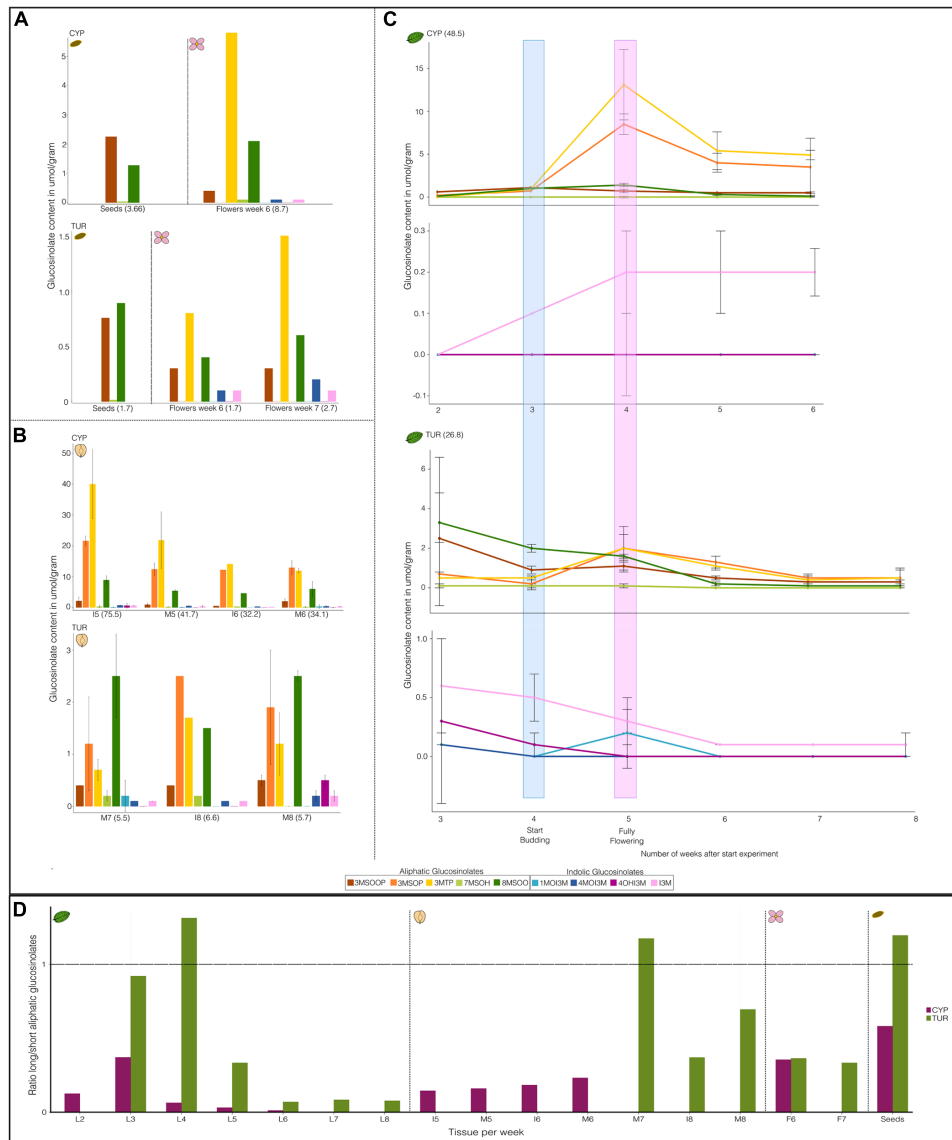 A
CYP
Glucosinolate content in umol/gram
5
4
3
2
1
0
Seeds (3.66)
Flowers week 6 (8.7)
TUR
1.5
1.0
0.5
0
Seeds (1.7)
Flowers week 6 (1.7)
Flowers week 7 (2.7)
B
CYP
Glucosinolate content in umol/gram
50
40
30
20
10
0
I5 (75.5)
M5 (41.7)
I6 (32.2)
M6 (34.1)
TUR
3
2
1
0
M7 (5.5)
I8 (6.6)
M8 (5.7)
C
CYP (48.5)
Glucosinolate content in umol/gram
15
10
5
0
0.3
0.2
0.1
0.0
-0.1
2
3
4
5
6
TUR (26.8)
Glucosinolate content in umol/gram
6
4
2
0
1.0
0.5
0.0
3
4
5
6
7
8
Start
Budding
Fully
Flowering
Number of weeks after start experiment
Aliphatic Glucosinolates
Indolic Glucosinolates
3MSOOP
3MSOP
3MTP
7MSOH
8MSOO
1MOI3M
4MOI3M
4OHI3M
I3M
D
Ratio long/short aliphatic glucosinolates
1
0
CYP
TUR
L2
L3
L4
L5
L6
L7
L8
I5
M5
I6
M6
M7
I8
M8
F6
F7
Seeds
Tissue per week